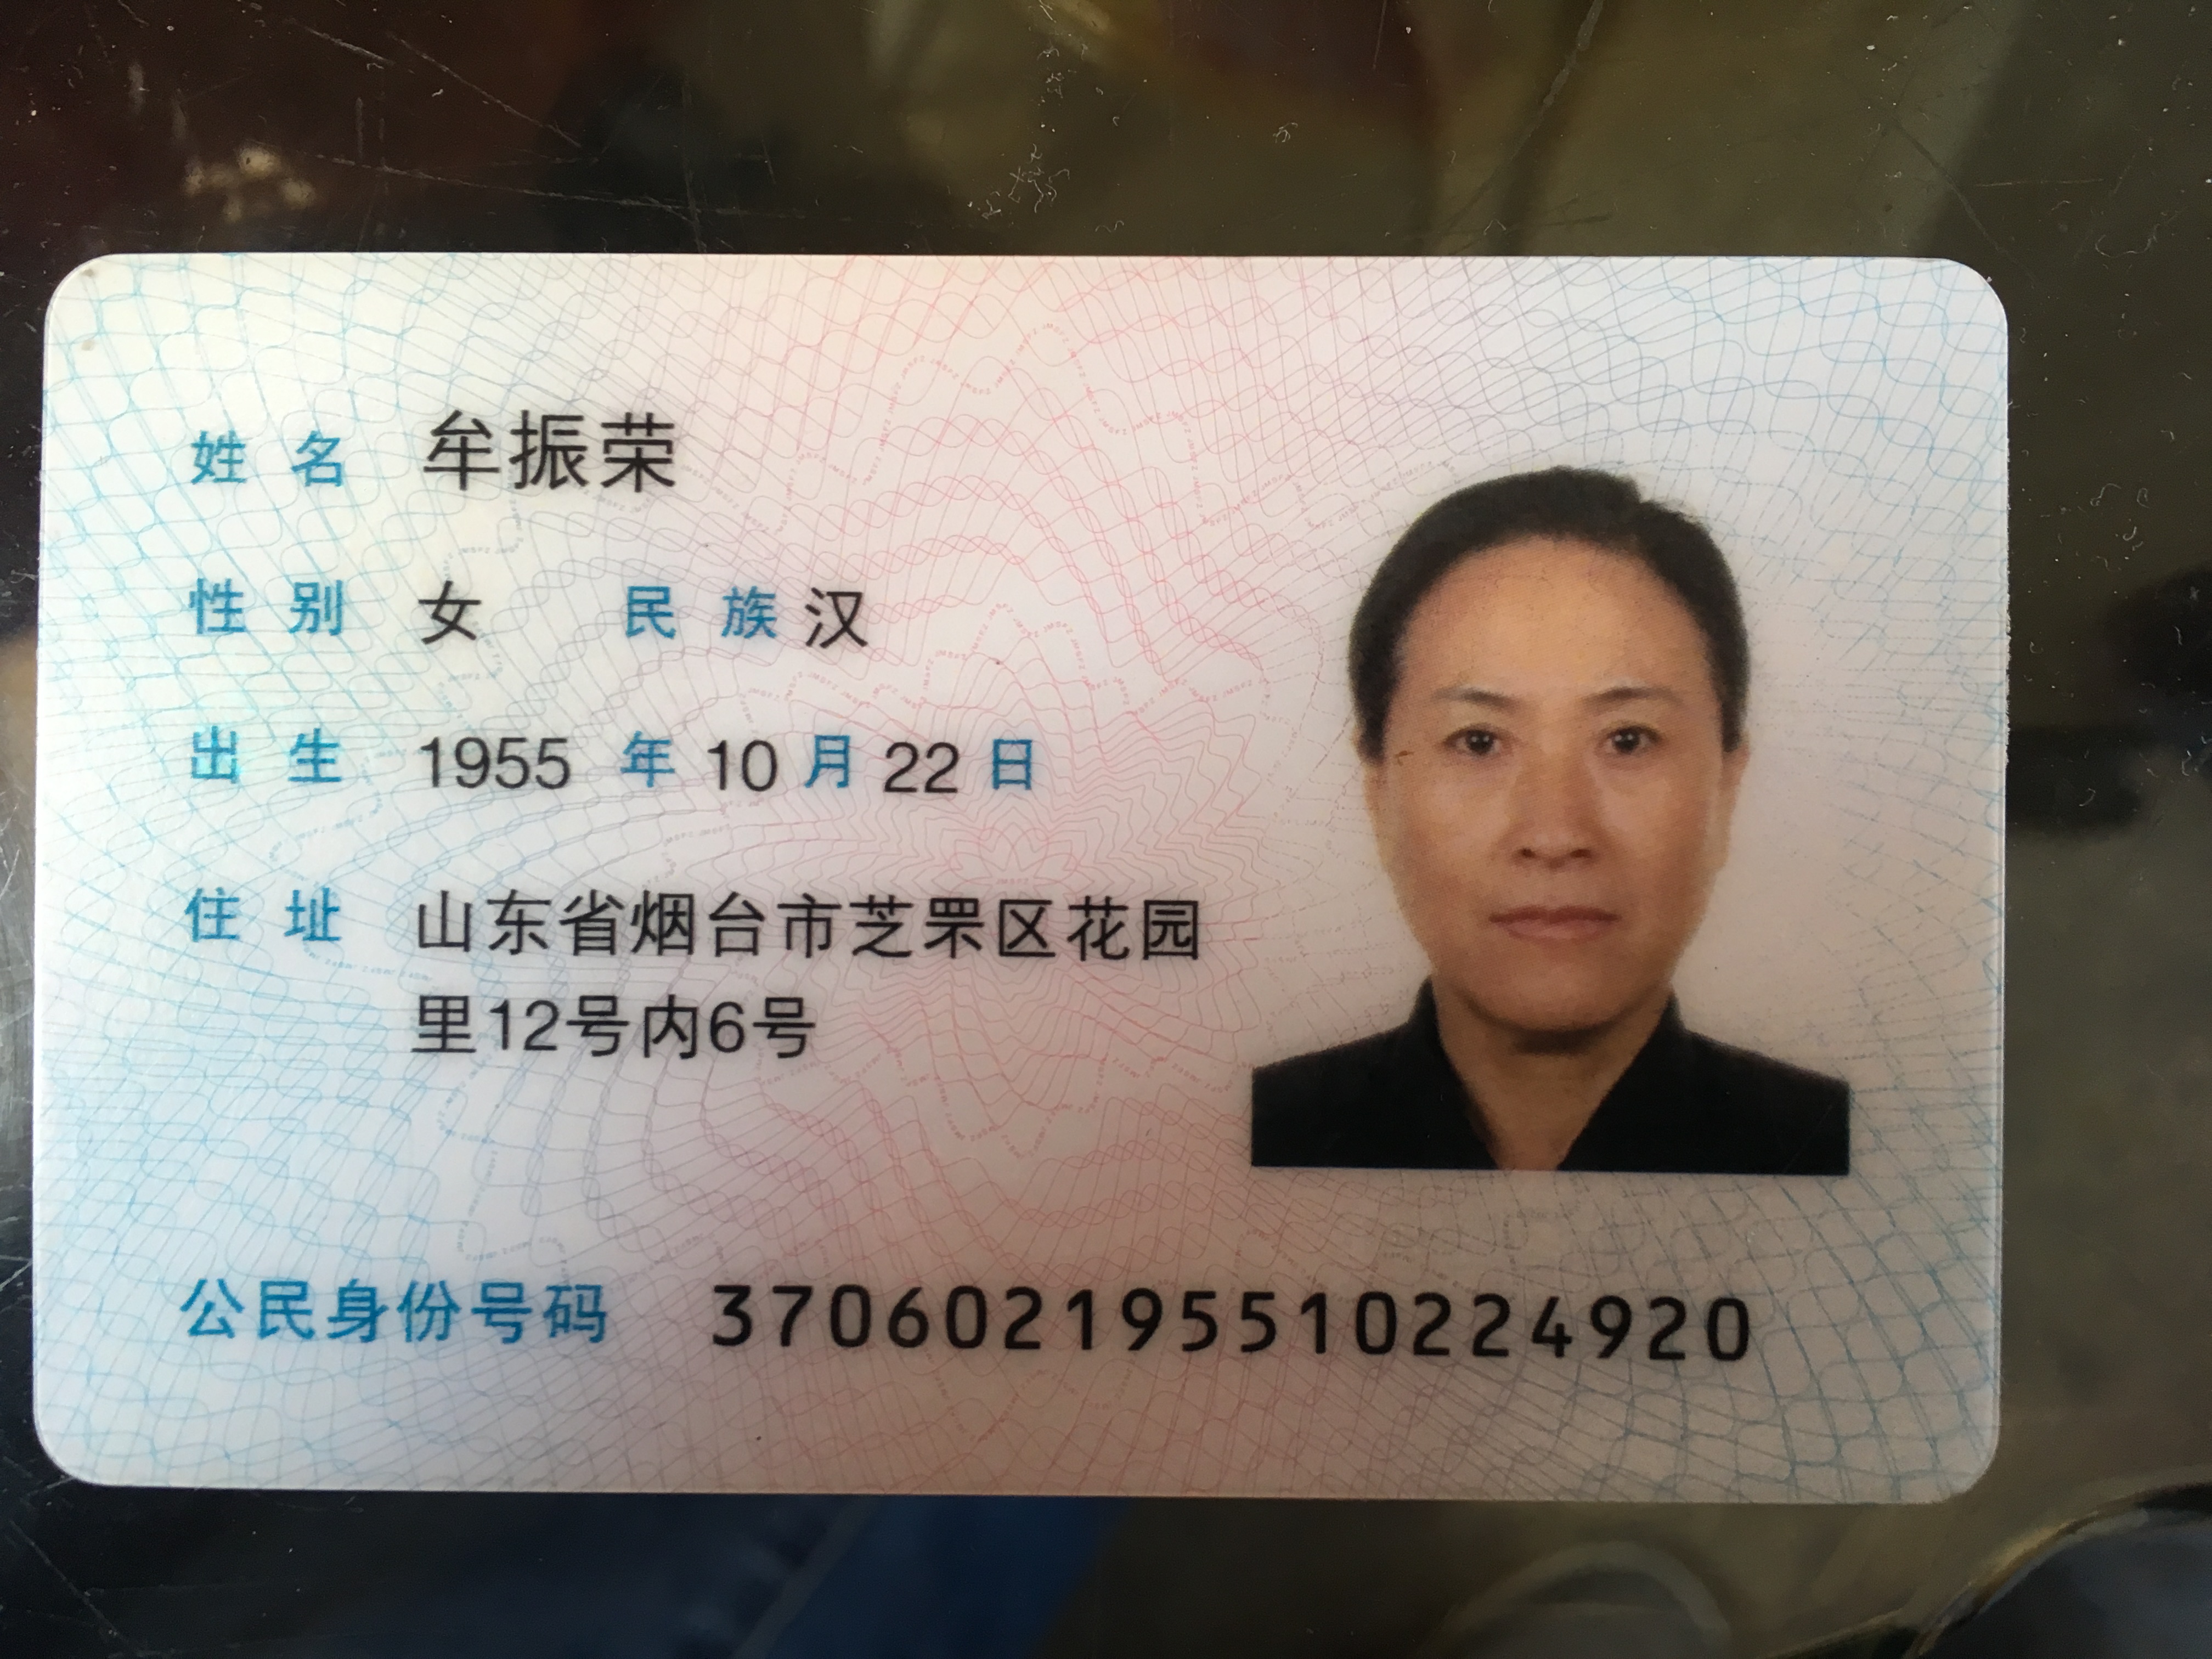 姓名 牟振荣
性别 女 民族 汉
出生 1955 年 10 月 22 日
住址 山东省烟台市芝罘区花园
里12号内6号
公民身份号码 370602195510224920